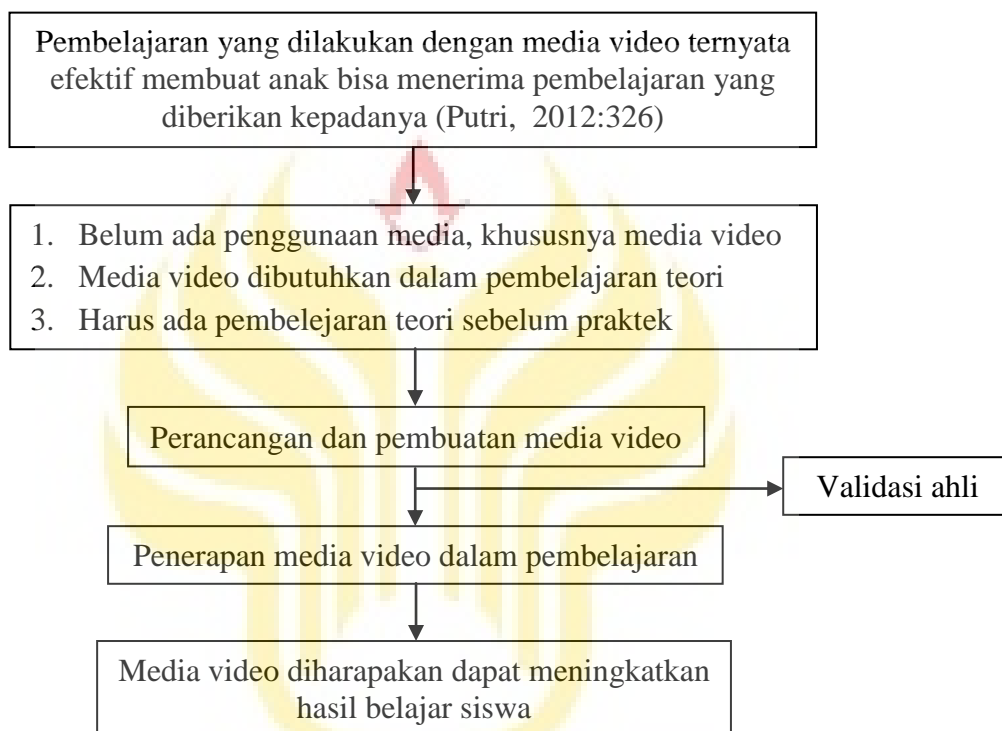 Pembelajaran yang dilakukan dengan media video ternyata
efektif membuat anak bisa menerima pembelajaran yang
diberikan kepadanya (Putri, 2012:326)
1. Belum ada penggunaan media, khususnya media video
2. Media video dibutuhkan dalam pembelajaran teori
3. Harus ada pembelejaran teori sebelum praktek
Perancangan dan pembuatan media video
Validasi ahli
Penerapan media video dalam pembelajaran
Media video diharapakan dapat meningkatkan
hasil belajar siswa